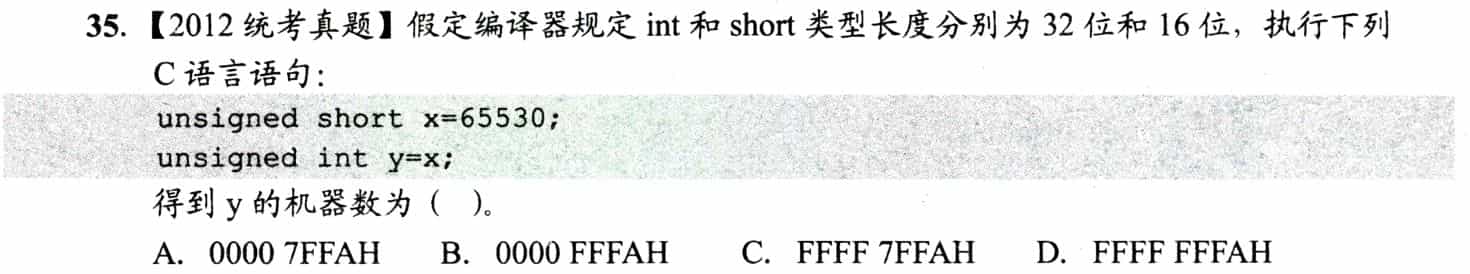 35. 【2012 统考真题】假定编译器规定 int 和 short 类型长度分别为 32 位和 16 位，执行下列
C 语言语句：
unsigned short x=65530;
unsigned int y=x;
得到 y 的机器数为（ ）。
A. 0000 7FFAH B. 0000 FFFAH C. FFFF 7FFAH D. FFFF FFFAH